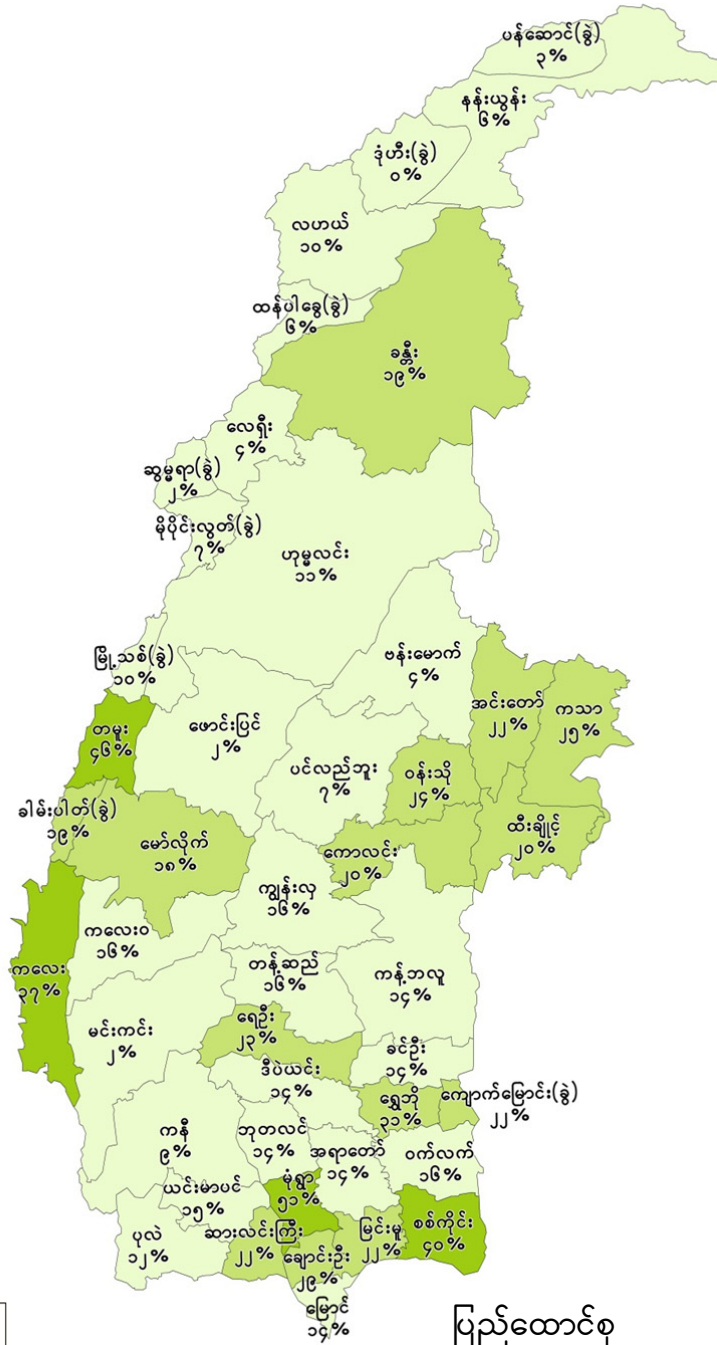 ပန်ဆောင်(ခွဲ)
၃%
နန်းယွန်း
၆%
ဒုံဟီး(ခွဲ)
၀%
လဟယ်
၁၀%
ထန်ပါခွေ(ခွဲ)
၆%
ခန္တီး
၁၉%
လေရှီး
၄%
ဆွမ္မရာ(ခွဲ)
၂%
မိုပိုင်းလွတ်(ခွဲ)
၇%
ဟုမ္မလင်း
၁၁%
မြို့သစ်(ခွဲ)
၁၀%
ဗန်းမောက်
၄%
အင်းတော်
၂၂%
ကသာ
၂၅%
တမူး
၄၆%
ဖောင်းပြင်
၂%
ပင်လည်ဘူး
၇%
ဝန်းသို
၂၄%
ခါမ်းပါတ်(ခွဲ)
၁၉%
မော်လိုက်
၁၈%
ကောလင်း
၂၀%
ထီးချိုင့်
၂၀%
ကျွန်းလှ
၁၆%
ကလေးဝ
၁၆%
ကလေး
၃၇%
တန့်ဆည်
၁၆%
ကန့်ဘလူ
၁၄%
မင်းကင်း
၂%
ရေဦး
၂၃%
ခင်ဦး
၁၄%
ဒီပဲယင်း
၁၄%
ရွှေဘို
၃၁%
ကျောက်မြောင်း(ခွဲ)
၂၂%
ကနီ
၉%
ဘုတလင်
၁၄%
အရာတော်
၁၄%
ဝက်လက်
၁၆%
ယင်းမာပင်
၁၅%
မုံရွာ
၅၁%
ပုလဲ
၁၂%
ဆားလင်းကြီး
၂၂%
ချောင်းဦး
၂၉%
မြင်းမူ
၂၂%
စစ်ကိုင်း
၄၀%
မြောင်
၁၄%
ပြည်ထောင်စု